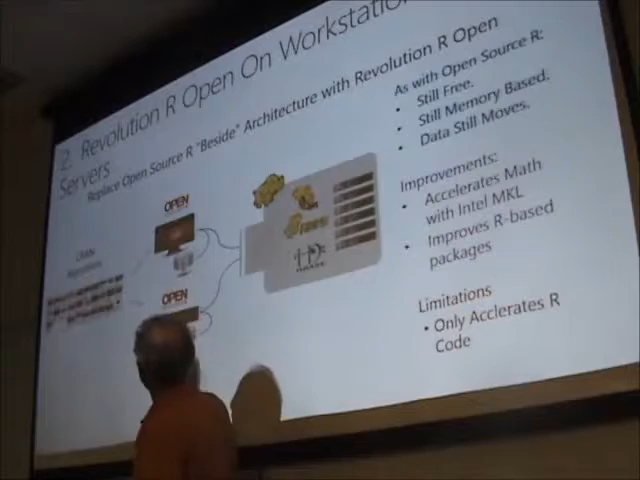 2. Revolution R Open On Workstation
Servers
Replace Open Source R "Beside" Architecture with Revolution R Open
As with Open Source R:
• Still Free.
• Still Memory Based.
• Data Still Moves.
Improvements:
• Accelerates Math
with Intel MKL
• Improves R-based
packages
Limitations
• Only Acclerates R
Code
OPEN
OPEN
CRAN